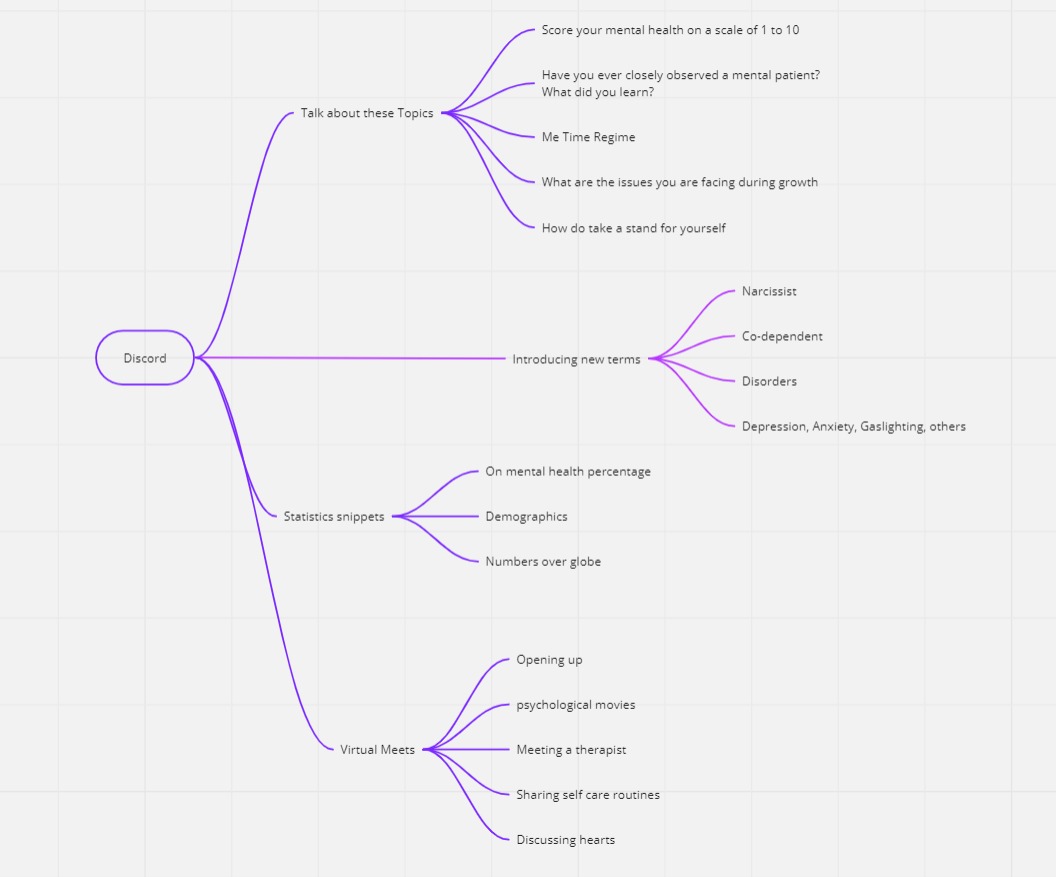 Score your mental health on a scale of 1 to 10
Have you ever closely observed a mental patient?
What did you learn?
Talk about these Topics
Me Time Regime
What are the issues you are facing during growth
How do take a stand for yourself
Narcissist
Co-dependent
Discord
Introducing new terms
Disorders
Depression, Anxiety, Gaslighting, others
On mental health percentage
Statistics snippets
Demographics
Numbers over globe
Opening up
psychological movies
Virtual Meets
Meeting a therapist
Sharing self care routines
Discussing hearts